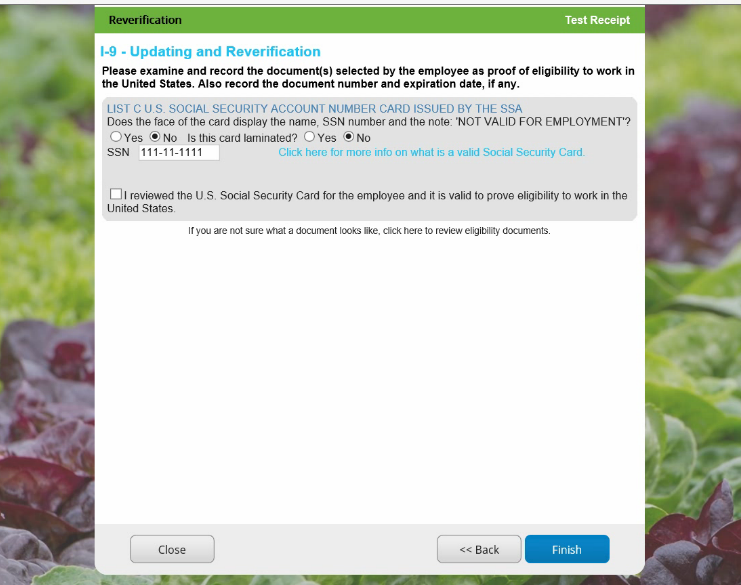 Reverification Test Receipt
I-9 - Updating and Reverification
Please examine and record the document(s) selected by the employee as proof of eligibility to work in
the United States. Also record the document number and expiration date, if any.
LIST C U.S. SOCIAL SECURITY ACCOUNT NUMBER CARD ISSUED BY THE SSA
Does the face of the card display the name, SSN number and the note: 'NOT VALID FOR EMPLOYMENT'?
Yes No Is this card laminated? Yes No
SSN 111-11-1111 Click here for more info on what is a valid Social Security Card.
I reviewed the U.S. Social Security Card for the employee and it is valid to prove eligibility to work in the
United States.
If you are not sure what a document looks like, click here to review eligibility documents.
Close << Back Finish